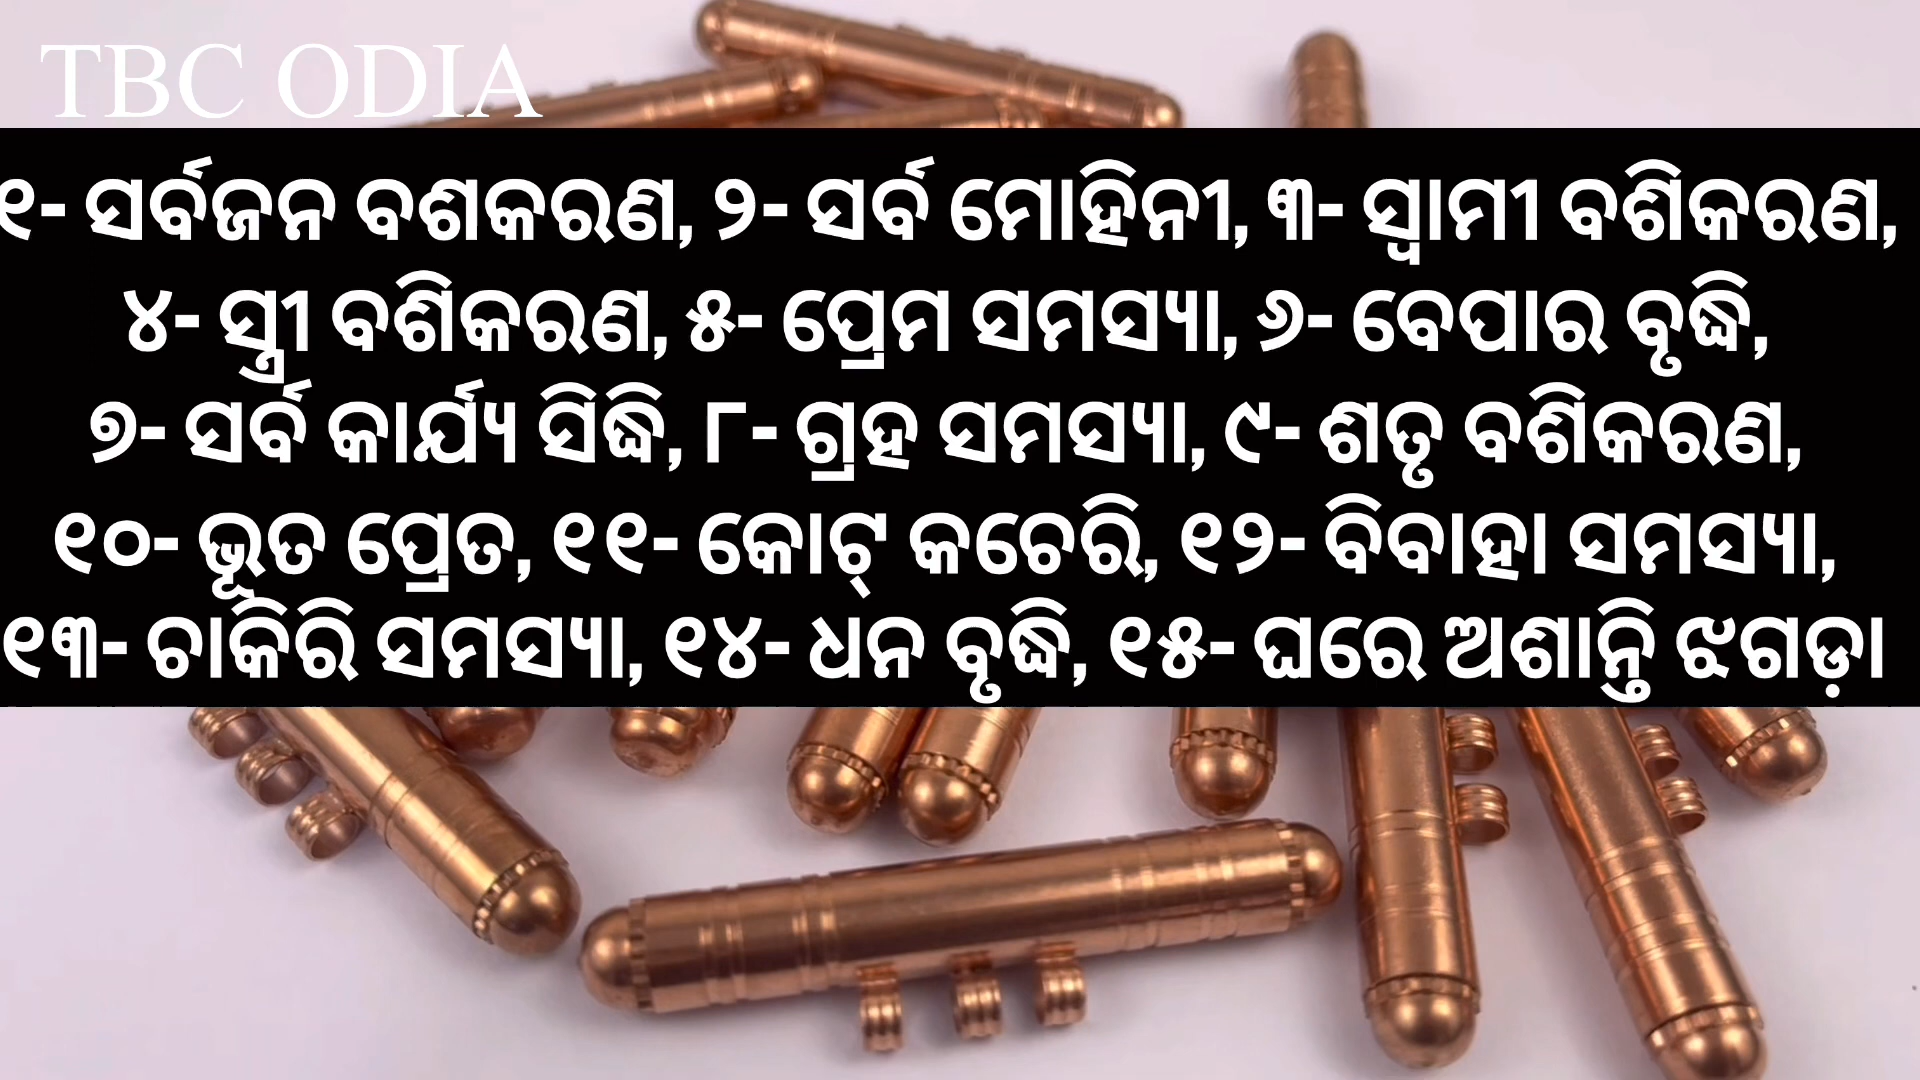 TBC ODIA
୧- ସର୍ବଜନ ବଶକରଣ, ୨- ସର୍ବ ମୋହିନୀ, ୩- ସ୍ୱାମୀ ବଶିକରଣ,
୪- ସ୍ତ୍ରୀ ବଶିକରଣ, ୫- ପ୍ରେମ ସମସ୍ୟା, ୬- ବେପାର ବୃଦ୍ଧି,
୭- ସର୍ବ କାର୍ଯ୍ୟ ସିଦ୍ଧି, ୮- ଗ୍ରହ ସମସ୍ୟା, ୯- ଶତୃ ବଶିକରଣ,
୧୦- ଭୂତ ପ୍ରେତ, ୧୧- କୋଟ୍ କଚେରି, ୧୨- ବିବାହା ସମସ୍ୟା,
୧୩- ଚାକିରି ସମସ୍ୟା, ୧୪- ଧନ ବୃଦ୍ଧି, ୧୫- ଘରେ ଅଶାନ୍ତି ଝଗଡ଼ା